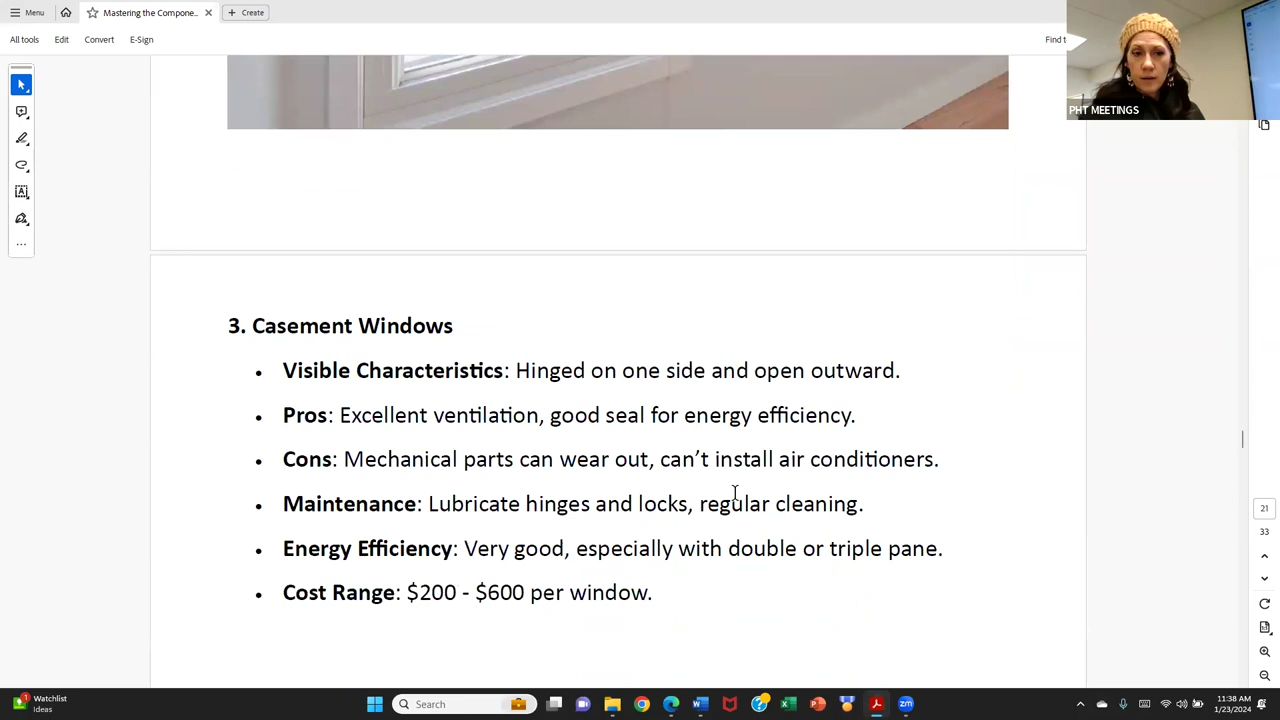 Menu
Mastering the Compone...
Create
All tools
Edit
Convert
E-Sign
Find t
PHT MEETINGS
3. Casement Windows
• Visible Characteristics: Hinged on one side and open outward.
• Pros: Excellent ventilation, good seal for energy efficiency.
• Cons: Mechanical parts can wear out, can’t install air conditioners.
• Maintenance: Lubricate hinges and locks, regular cleaning.
• Energy Efficiency: Very good, especially with double or triple pane.
• Cost Range: $200 - $600 per window.
21
33
1
Watchlist
Ideas
Search
11:38 AM
1/23/2024